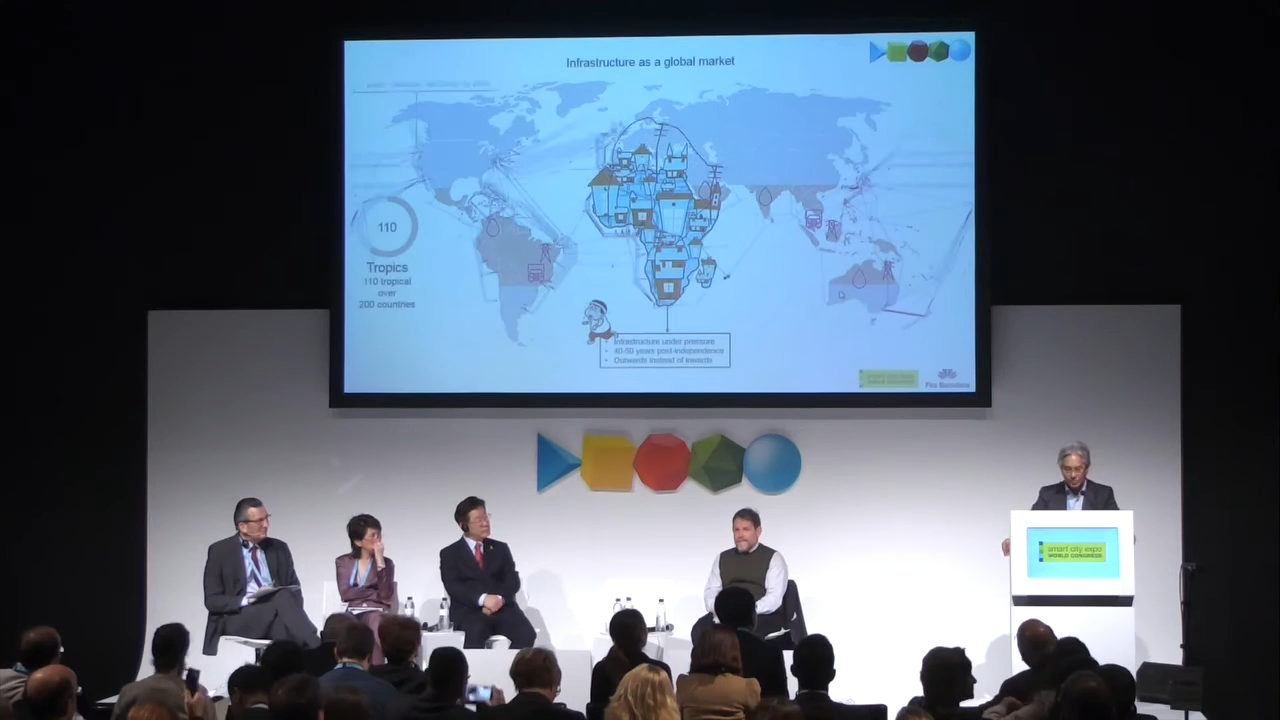 Infrastructure as a global market
110
Tropics
110 tropical
over
200 countries
Infrastructure under pressure
40-50 years post-independence
Outwards instead of inwards
Fira Barcelona
smart city expo
WORLD CONGRESS